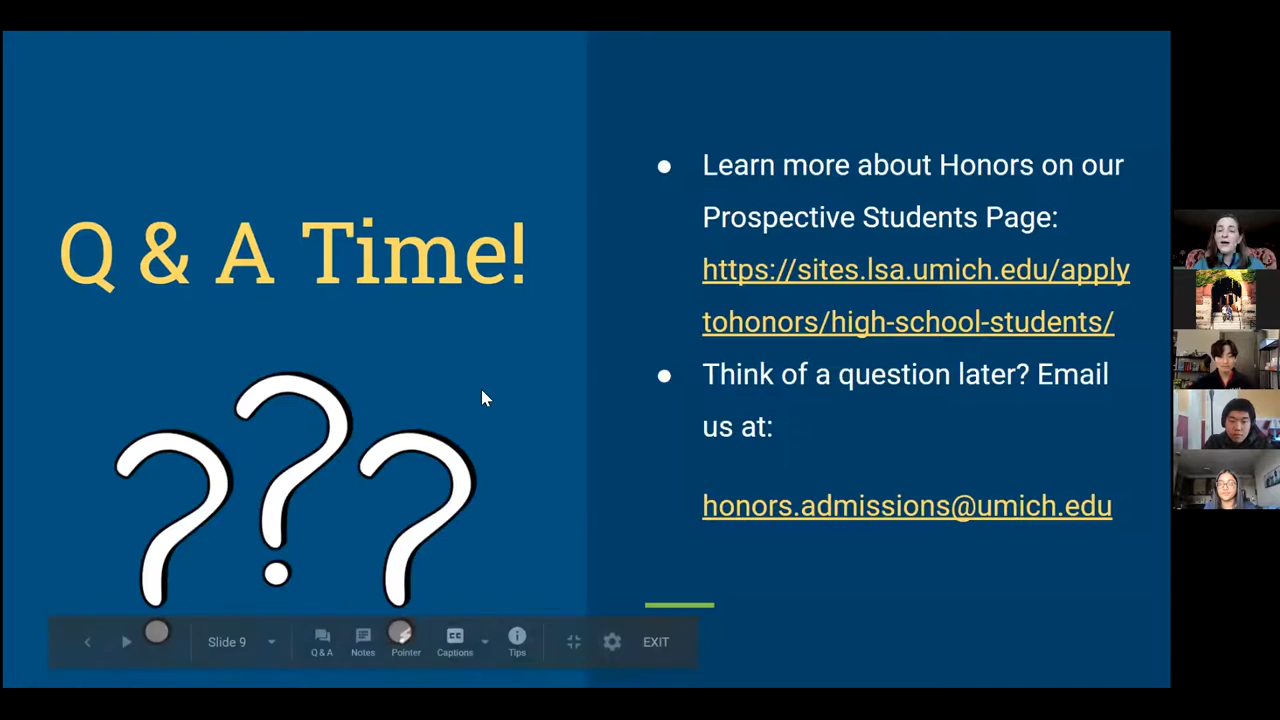 Q & A Time!
● Learn more about Honors on our
Prospective Students Page:
https://sites.lsa.umich.edu/apply
tohonors/high-school-students/
● Think of a question later? Email
us at:
honors.admissions@umich.edu
???
Slide 9
Q & A
Notes
Pointer
CC
Captions
Tips
EXIT